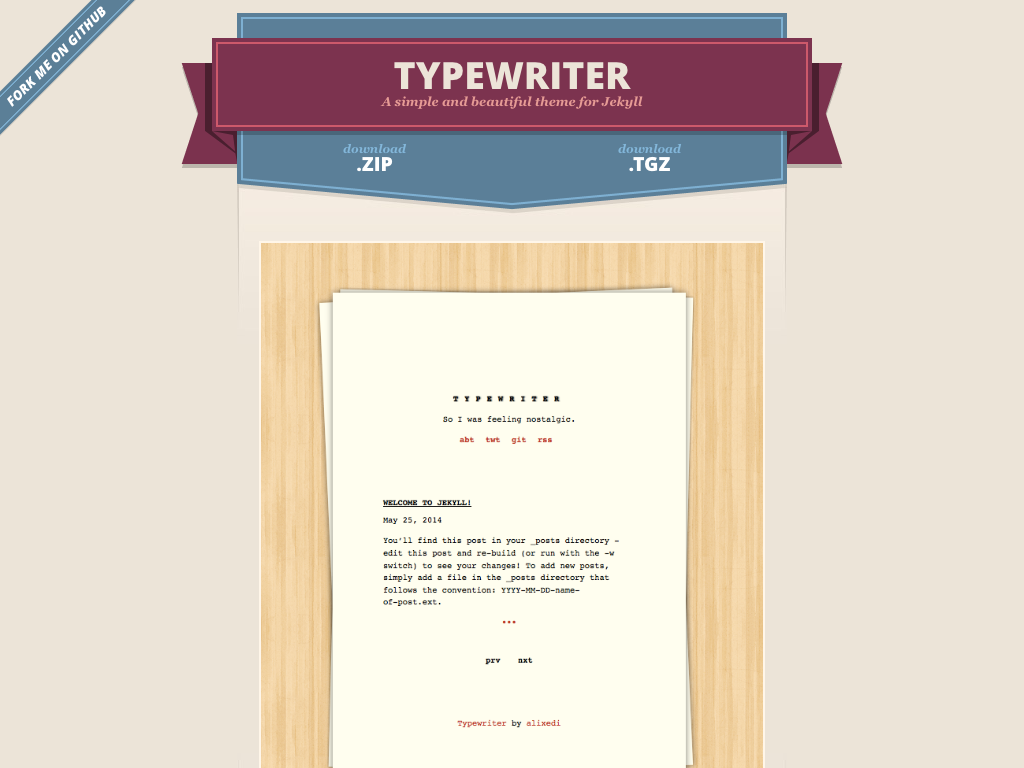 FORK ME ON GITHUB
TYPEWRITER
A simple and beautiful theme for Jekyll
download
.ZIP
download
.TGZ
T Y P E W R I T E R
So I was feeling nostalgic.
abt twt git rss
WELCOME TO JEKYLL!
May 25, 2014
You'll find this post in your _posts directory –
edit this post and re-build (or run with the -w
switch) to see your changes! To add new posts,
simply add a file in the _posts directory that
follows the convention: YYYY-MM-DD-name-
of-post.ext.
•••
prv nxt
Typewriter by alixedi